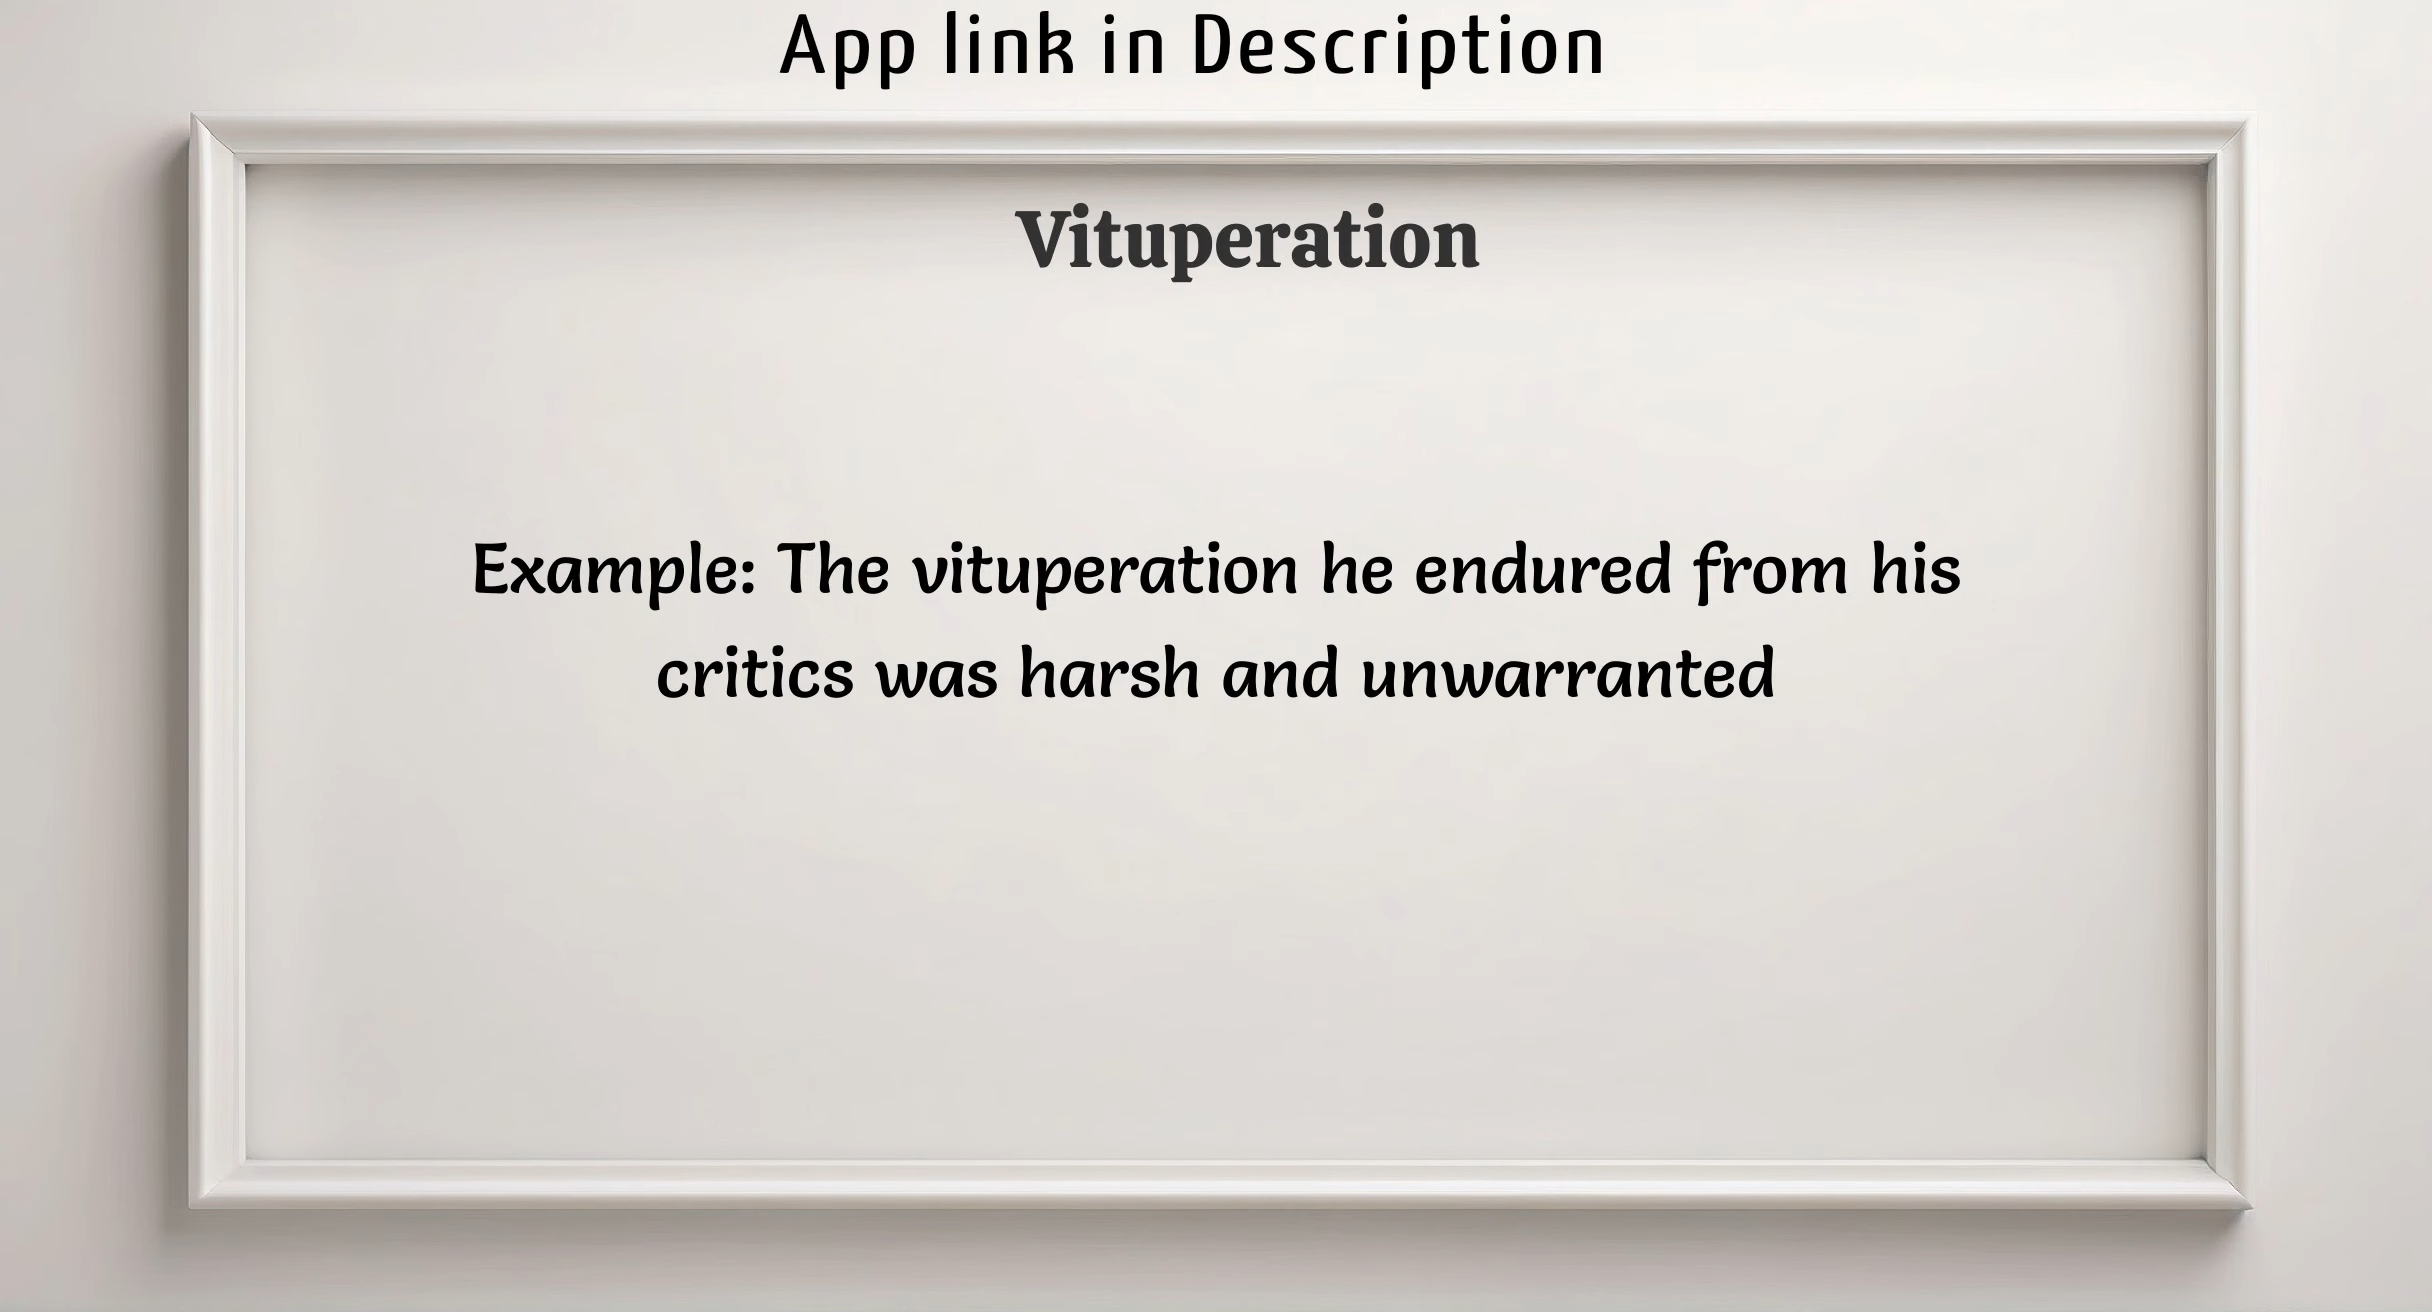 App link in Description
Vituperation
Example: The vituperation he endured from his
critics was harsh and unwarranted